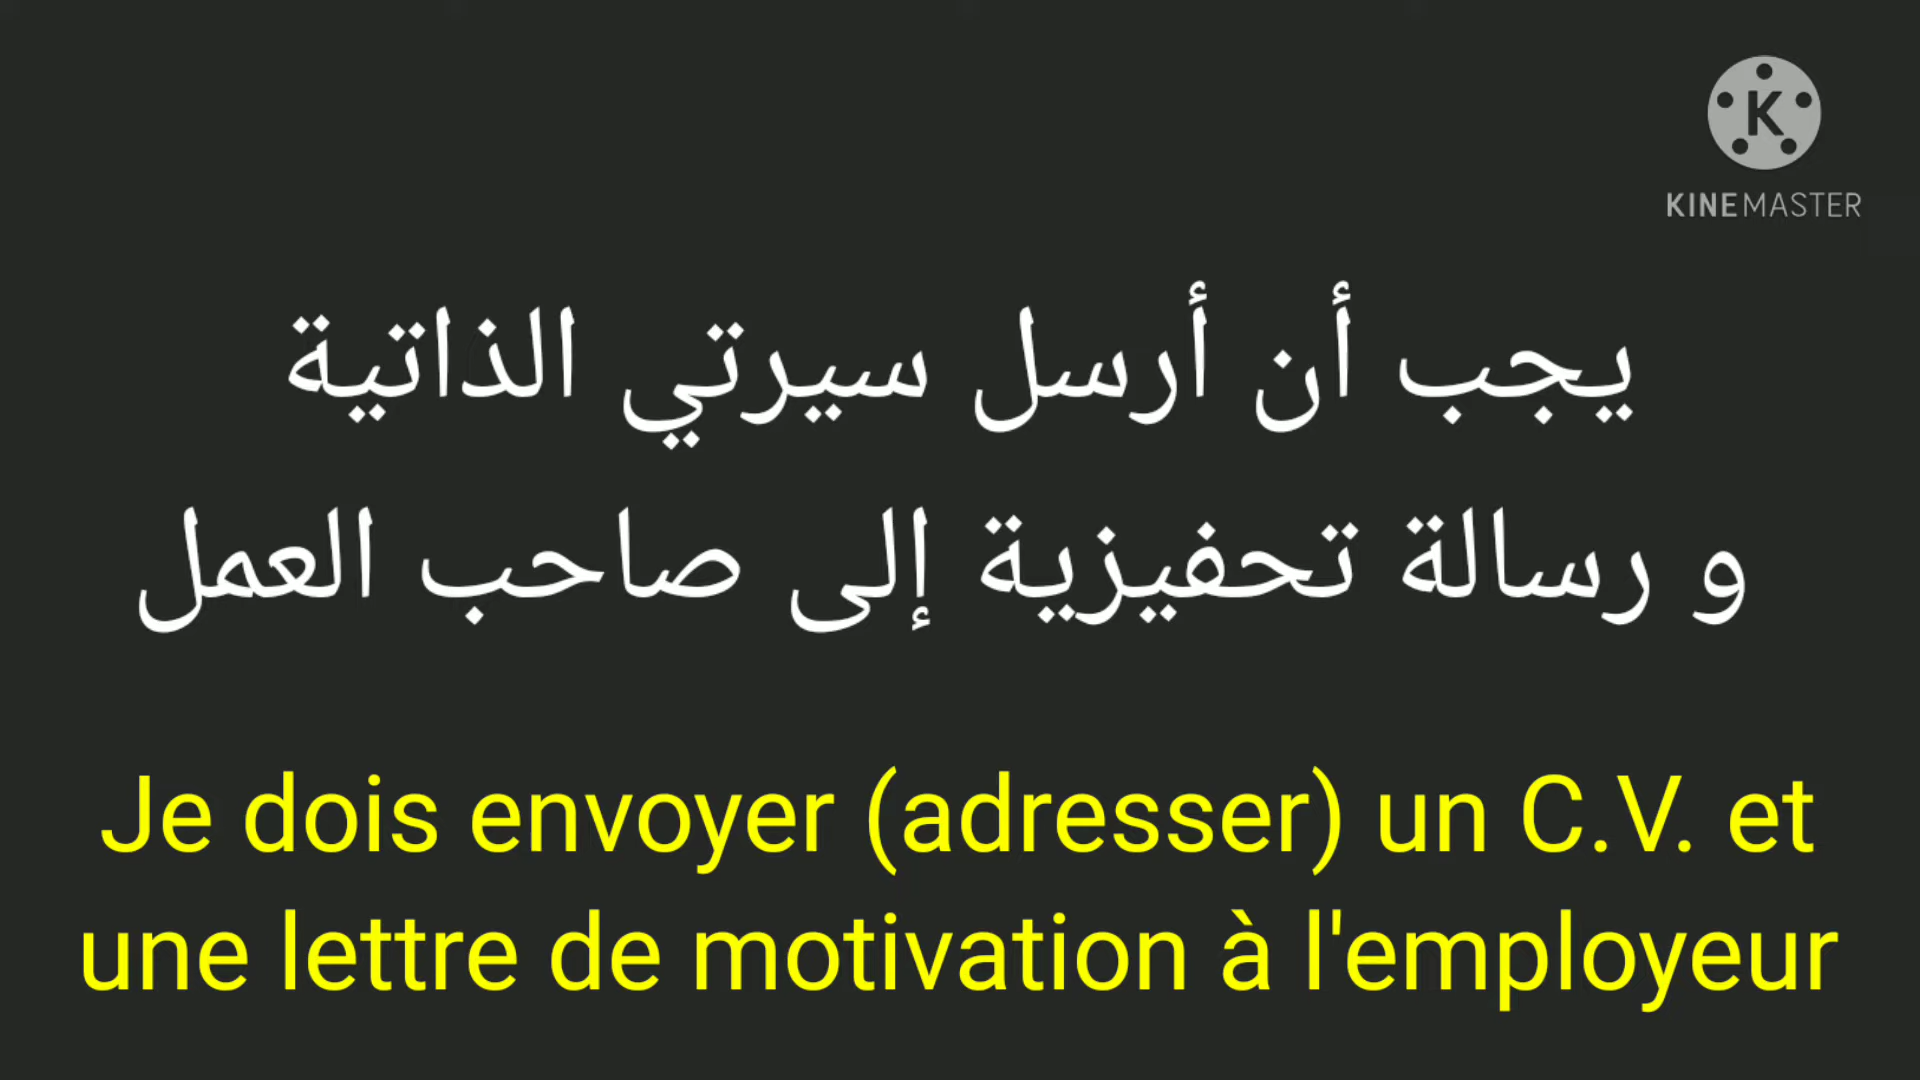 K
KINEMASTER
يجب أن أرسل سيرتي الذاتية
و رسالة تحفيزية إلى صاحب العمل
Je dois envoyer (adresser) un C.V. et
une lettre de motivation à l'employeur